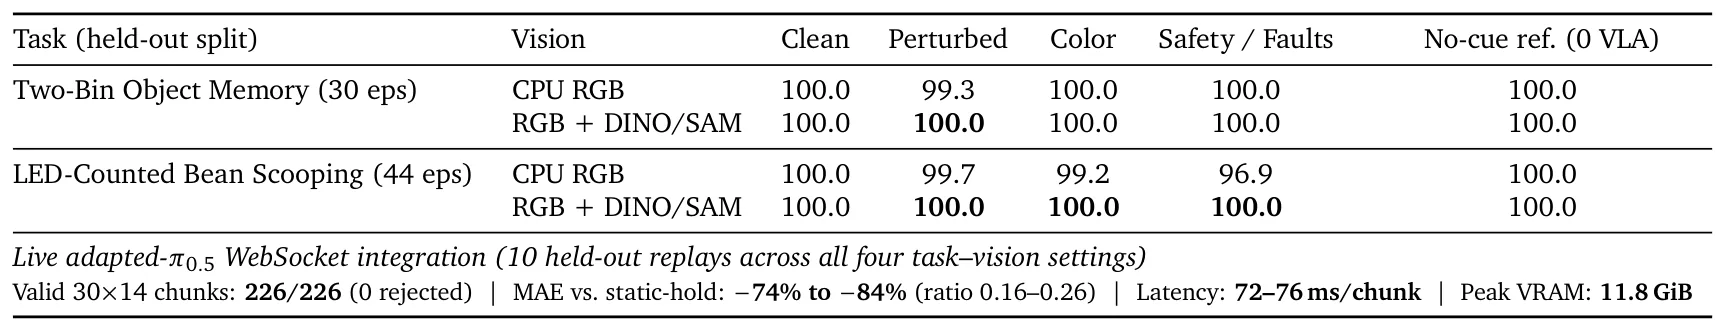 Task (held-out split) Vision Clean Perturbed Color Safety / Faults No-cue ref. (0 VLA)
Two-Bin Object Memory (30 eps) CPU RGB 100.0 99.3 100.0 100.0 100.0
RGB + DINO/SAM 100.0 100.0 100.0 100.0 100.0
LED-Counted Bean Scooping (44 eps) CPU RGB 100.0 99.7 99.2 96.9 100.0
RGB + DINO/SAM 100.0 100.0 100.0 100.0 100.0
Live adapted-π0.5 WebSocket integration (10 held-out replays across all four task–vision settings)
Valid 30×14 chunks: 226/226 (0 rejected) | MAE vs. static-hold: −74% to −84% (ratio 0.16–0.26) | Latency: 72–76 ms/chunk | Peak VRAM: 11.8 GiB